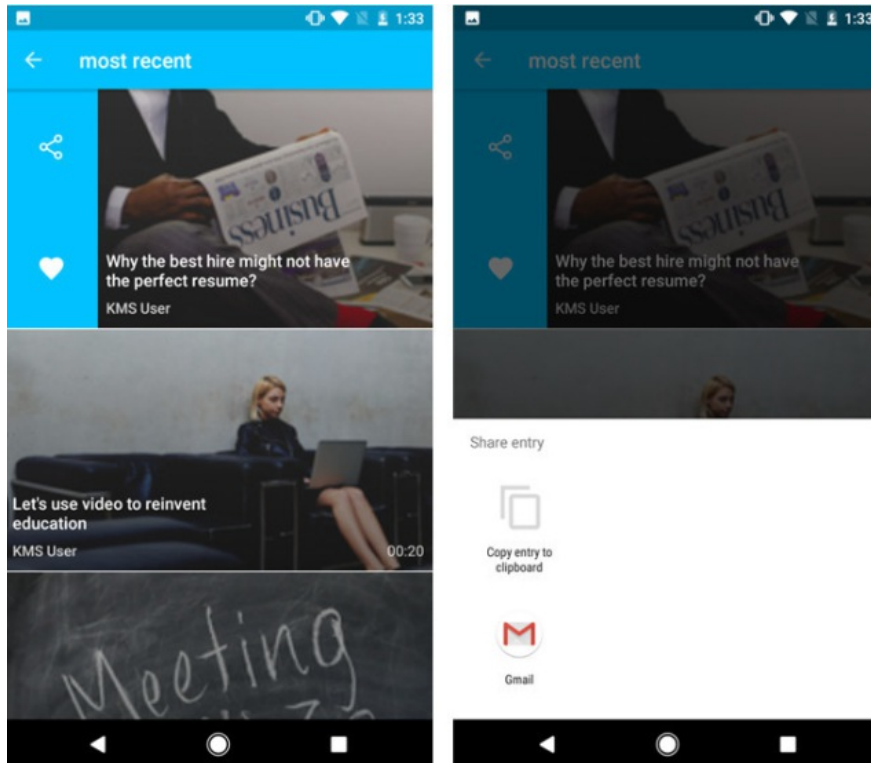 1:33
most recent
Business
Why the best hire might not have
the perfect resume?
KMS User
Let's use video to reinvent
education
KMS User
00:20
Meeting
1:33
most recent
Business
Why the best hire might not have
the perfect resume?
KMS User
Share entry
Copy entry to
clipboard
Gmail